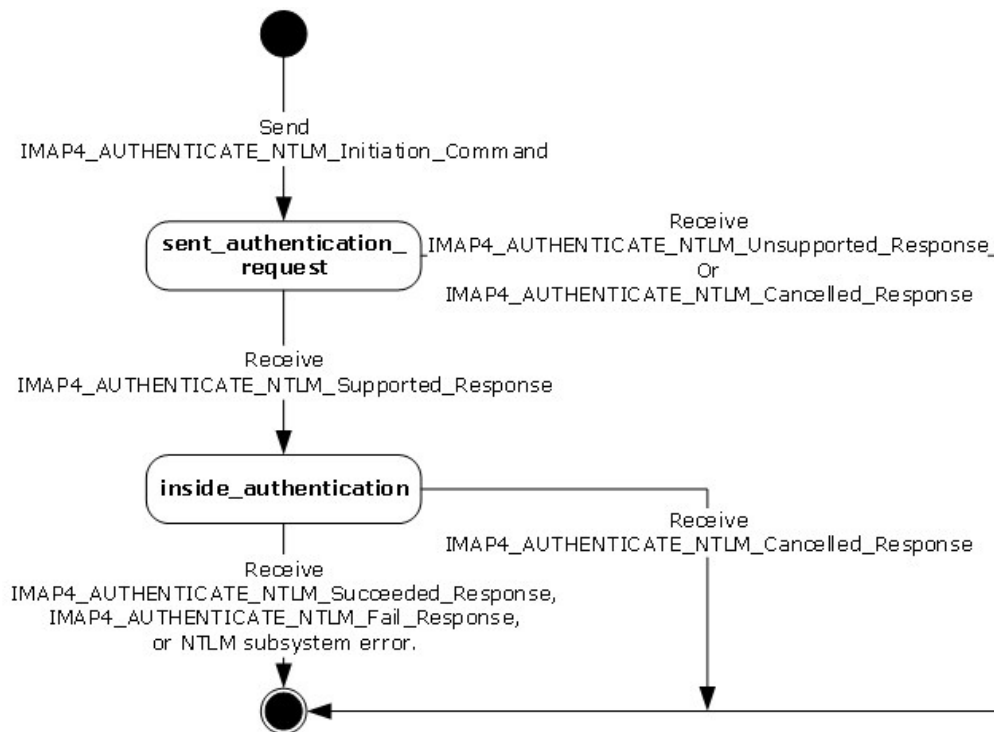 Send
IMAP4_AUTHENTICATE_NTLM_Initiation_Command
sent_authentication_
request
Receive
IMAP4_AUTHENTICATE_NTLM_Unsupported_Response
Or
IMAP4_AUTHENTICATE_NTLM_Cancelled_Response
Receive
IMAP4_AUTHENTICATE_NTLM_Supported_Response
inside_authentication
Receive
IMAP4_AUTHENTICATE_NTLM_Cancelled_Response
Receive
IMAP4_AUTHENTICATE_NTLM_Succeeded_Response,
IMAP4_AUTHENTICATE_NTLM_Fail_Response,
or NTLM subsystem error.